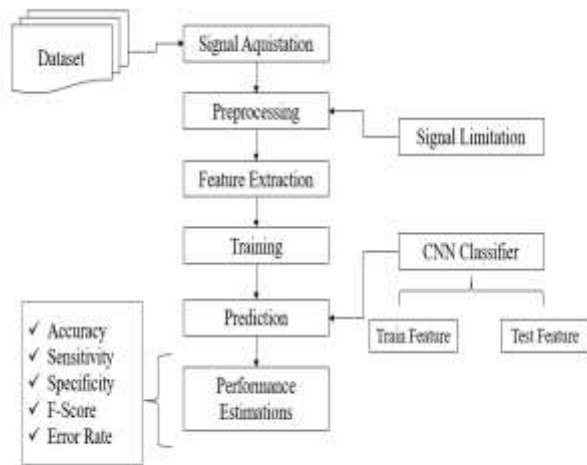 Dataset
Signal Aquistation
Preprocessing
Signal Limitation
Feature Extraction
Training
CNN Classifier
Train Feature
Test Feature
Prediction
Performance
Estimations
✓ Accuracy
✓ Sensitivity
✓ Specificity
✓ F-Score
✓ Error Rate